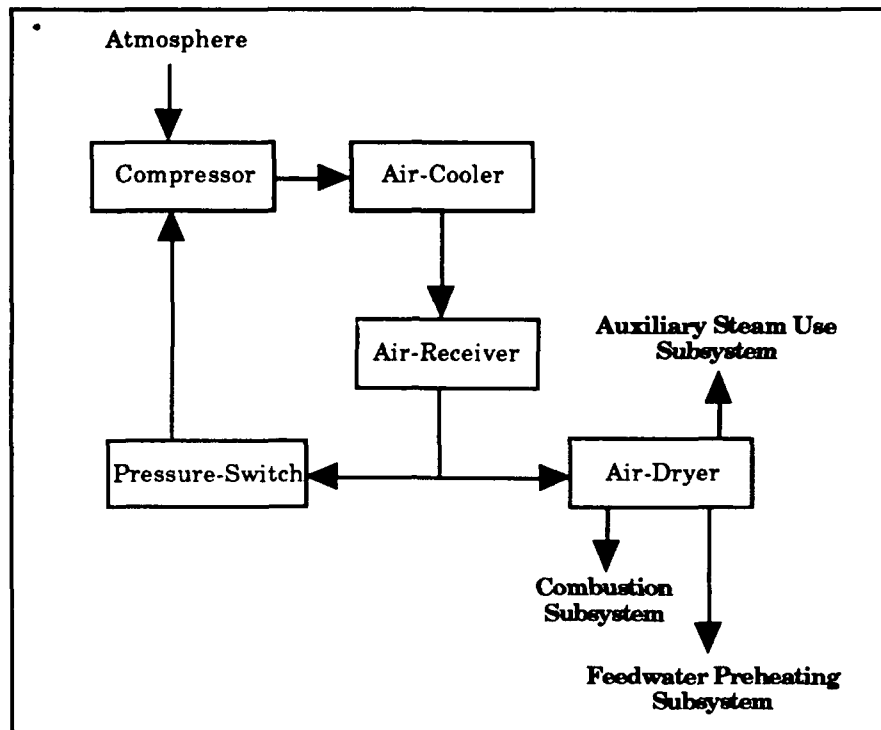 Atmosphere
Compressor
Air-Cooler
Air-Receiver
Auxiliary Steam Use
Subsystem
Pressure-Switch
Air-Dryer
Combustion
Subsystem
Feedwater Preheating
Subsystem